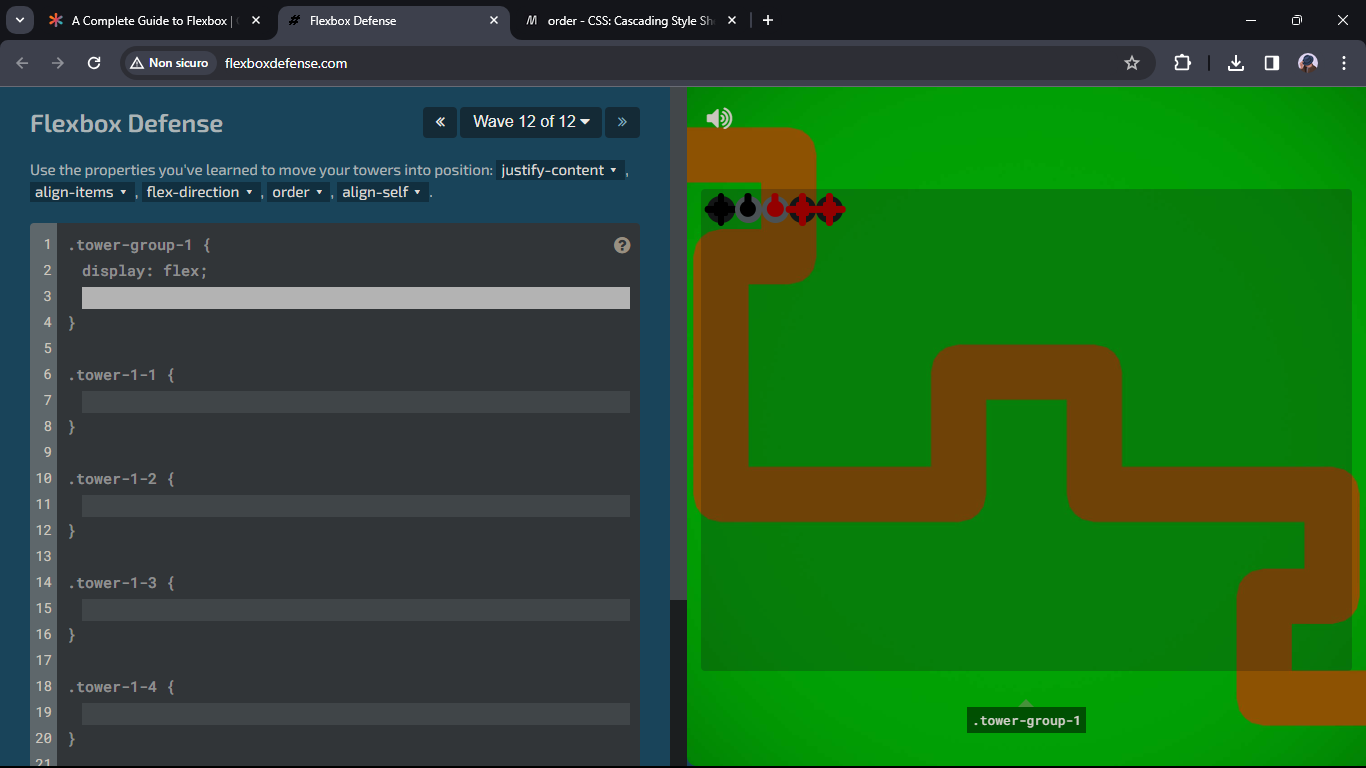 A Complete Guide to Flexbox |
Flexbox Defense
order - CSS: Cascading Style Sh
Non sicuro
flexboxdefense.com
Flexbox Defense
« Wave 12 of 12 ▾ »
Use the properties you've learned to move your towers into position: justify-content ▾ ,
align-items ▾ , flex-direction ▾ , order ▾ , align-self ▾ .
1 .tower-group-1 {
?
2 display: flex;
3
4 }
5
6 .tower-1-1 {
7
8 }
9
10 .tower-1-2 {
11
12 }
13
14 .tower-1-3 {
15
16 }
17
18 .tower-1-4 {
19
20 }
21
.tower-group-1